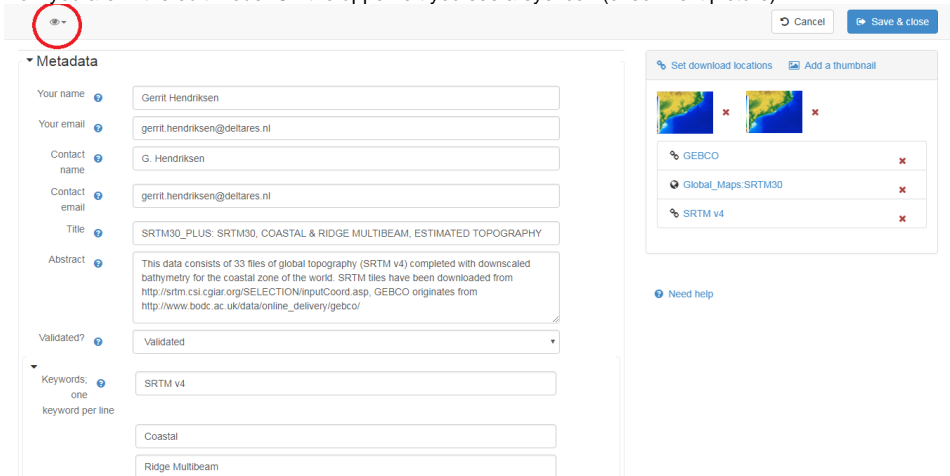 Cancel
Save & close
Metadata
Your name
Gerrit Hendriksen
Your email
gerrit.hendriksen@deltares.nl
Contact
name
G. Hendriksen
Contact
email
gerrit.hendriksen@deltares.nl
Title
SRTM30_PLUS: SRTM30, COASTAL & RIDGE MULTIBEAM, ESTIMATED TOPOGRAPHY
Abstract
This data consists of 33 files of global topography (SRTM v4) completed with downscaled
bathymetry for the coastal zone of the world. SRTM tiles have been downloaded from
http://srtm.csi.cgiar.org/SELECTION/inputCoord.asp, GEBCO originates from
http://www.bodc.ac.uk/data/online_delivery/gebco/
Validated?
Validated
Keywords;
one
keyword per line
SRTM v4
Coastal
Ridge Multibeam
Set download locations
Add a thumbnail
GEBCO
Global_Maps:SRTM30
SRTM v4
Need help